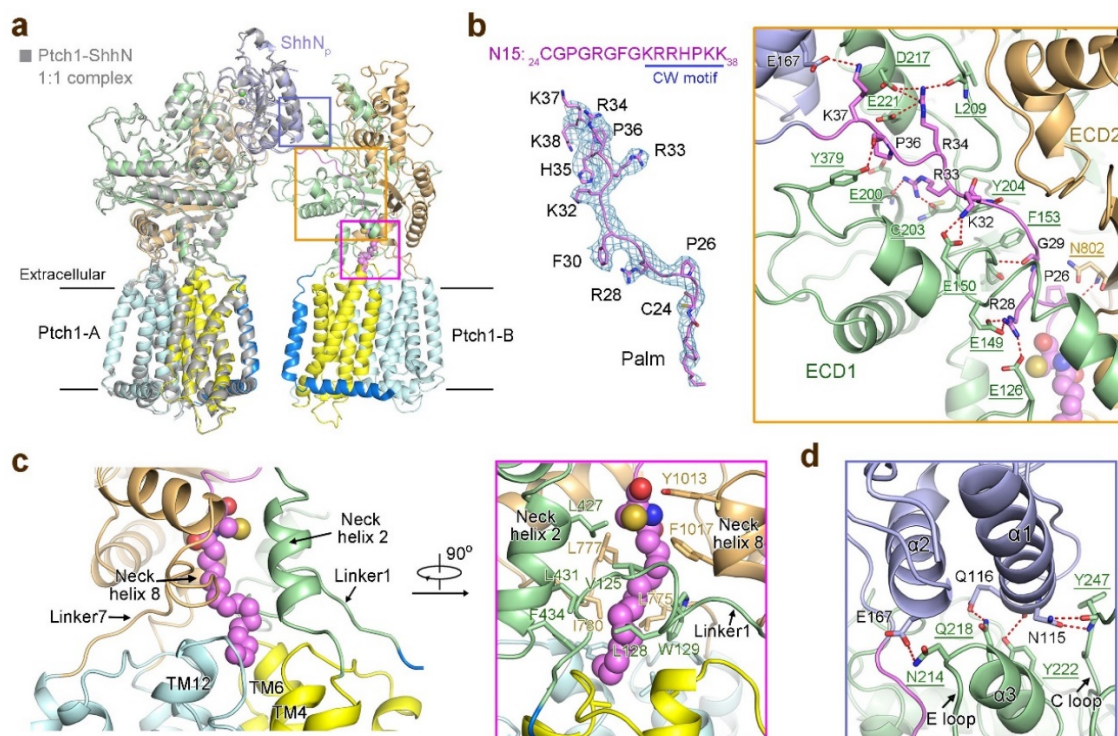 a
Ptch1-ShhN
1:1 complex
ShhNp
Extracellular
Ptch1-A
Ptch1-B
b
N15: 24CGPGRGFGKRRHPKK38
CW motif
K37
R34
P36
K38
R33
H35
K32
P26
F30
R28
C24
Palm
E167
D217
E221
L209
ECD2
K37
P36
R34
Y379
R33
E200
Y204
K32
C203
F153
G29
N802
P26
E150
R28
E149
ECD1
E126
c
Neck
helix 2
Neck
helix 8
Linker1
Linker7
TM12
TM6
TM4
90°
Y1013
L427
Neck
helix 2
F1017
Neck
helix 8
L777
L431
V125
L775
F434
I780
Linker1
L128
W129
d
α2
α1
Q116
Y247
E167
Q218
N115
N214
Y222
α3
C loop
E loop